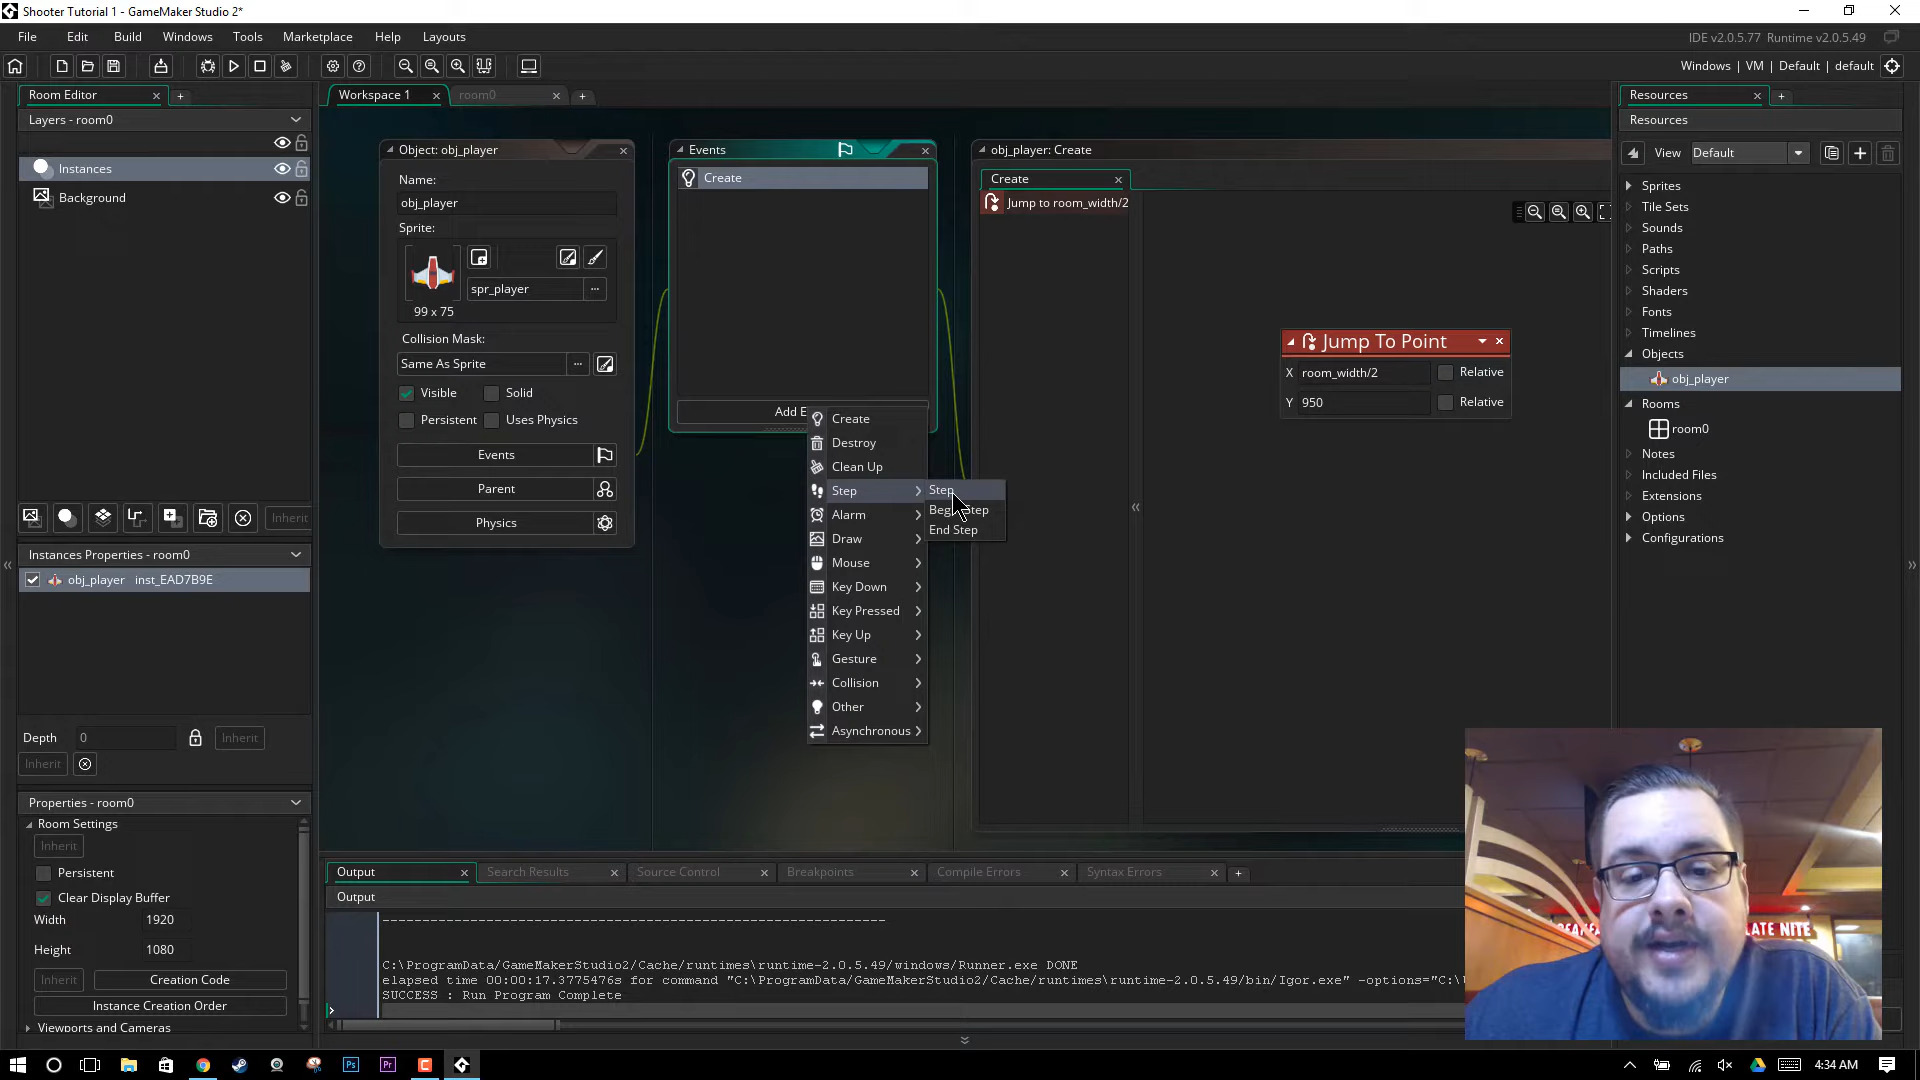 Shooter Tutorial 1 - GameMaker Studio 2*
File Edit Build Windows Tools Marketplace Help Layouts
IDE v2.0.5.77 Runtime v2.0.5.49
Windows | VM | Default | default
Room Editor
Layers - room0
Instances
Background
Inherit
Instances Properties - room0
obj_player inst_EAD7B9E
Depth 0 Inherit
Inherit
Properties - room0
Room Settings
Inherit
Persistent
Clear Display Buffer
Width 1920
Height 1080
Inherit Creation Code
Instance Creation Order
Viewports and Cameras
Workspace 1 room0
Object: obj_player
Name:
obj_player
Sprite:
spr_player
99 x 75
Collision Mask:
Same As Sprite
Visible Solid
Persistent Uses Physics
Events
Parent
Physics
Events
Create
Add E
Create
Destroy
Clean Up
Step
Alarm
Draw
Mouse
Key Down
Key Pressed
Key Up
Gesture
Collision
Other
Asynchronous
Step
Begin Step
End Step
obj_player: Create
Create
Jump to room_width/2
Jump To Point
X room_width/2 Relative
Y 950 Relative
Output Search Results Source Control Breakpoints Compile Errors Syntax Errors
Output
C:\ProgramData/GameMakerStudio2/Cache/runtimes\runtime-2.0.5.49/windows/Runner.exe DONE
elapsed time 00:00:17.3775476s for command "C:\ProgramData/GameMakerStudio2/Cache/runtimes\runtime-2.0.5.49/bin/Igor.exe" -options="C:\
SUCCESS : Run Program Complete
Resources
Resources
View Default
Sprites
Tile Sets
Sounds
Paths
Scripts
Shaders
Fonts
Timelines
Objects
obj_player
Rooms
room0
Notes
Included Files
Extensions
Options
Configurations
LATE NITE
4:34 AM